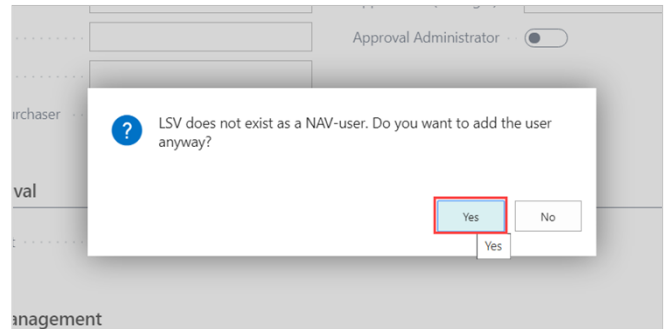 Approval Administrator
urchaser
LSV does not exist as a NAV-user. Do you want to add the user
anyway?
val
Yes
No
Yes
anagement